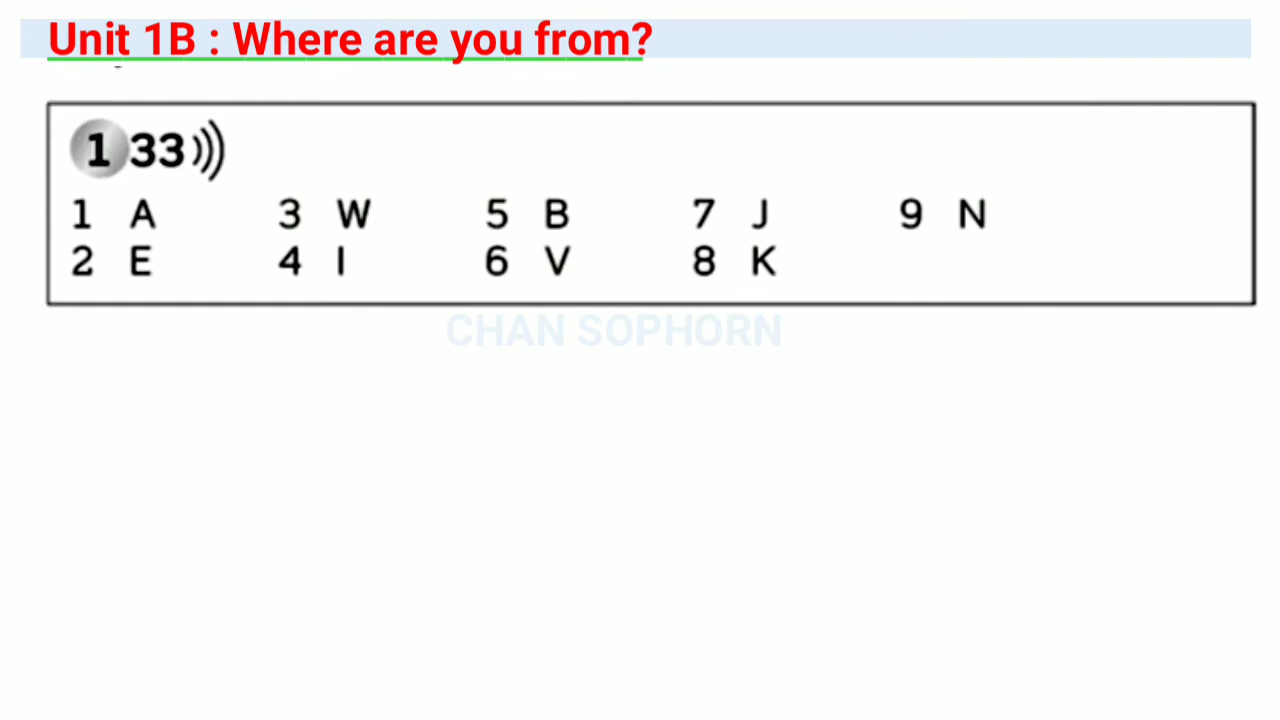 Unit 1B : Where are you from?
1 33
1 A 3 W 5 B 7 J 9 N
2 E 4 I 6 V 8 K
CHAN SOPHORN